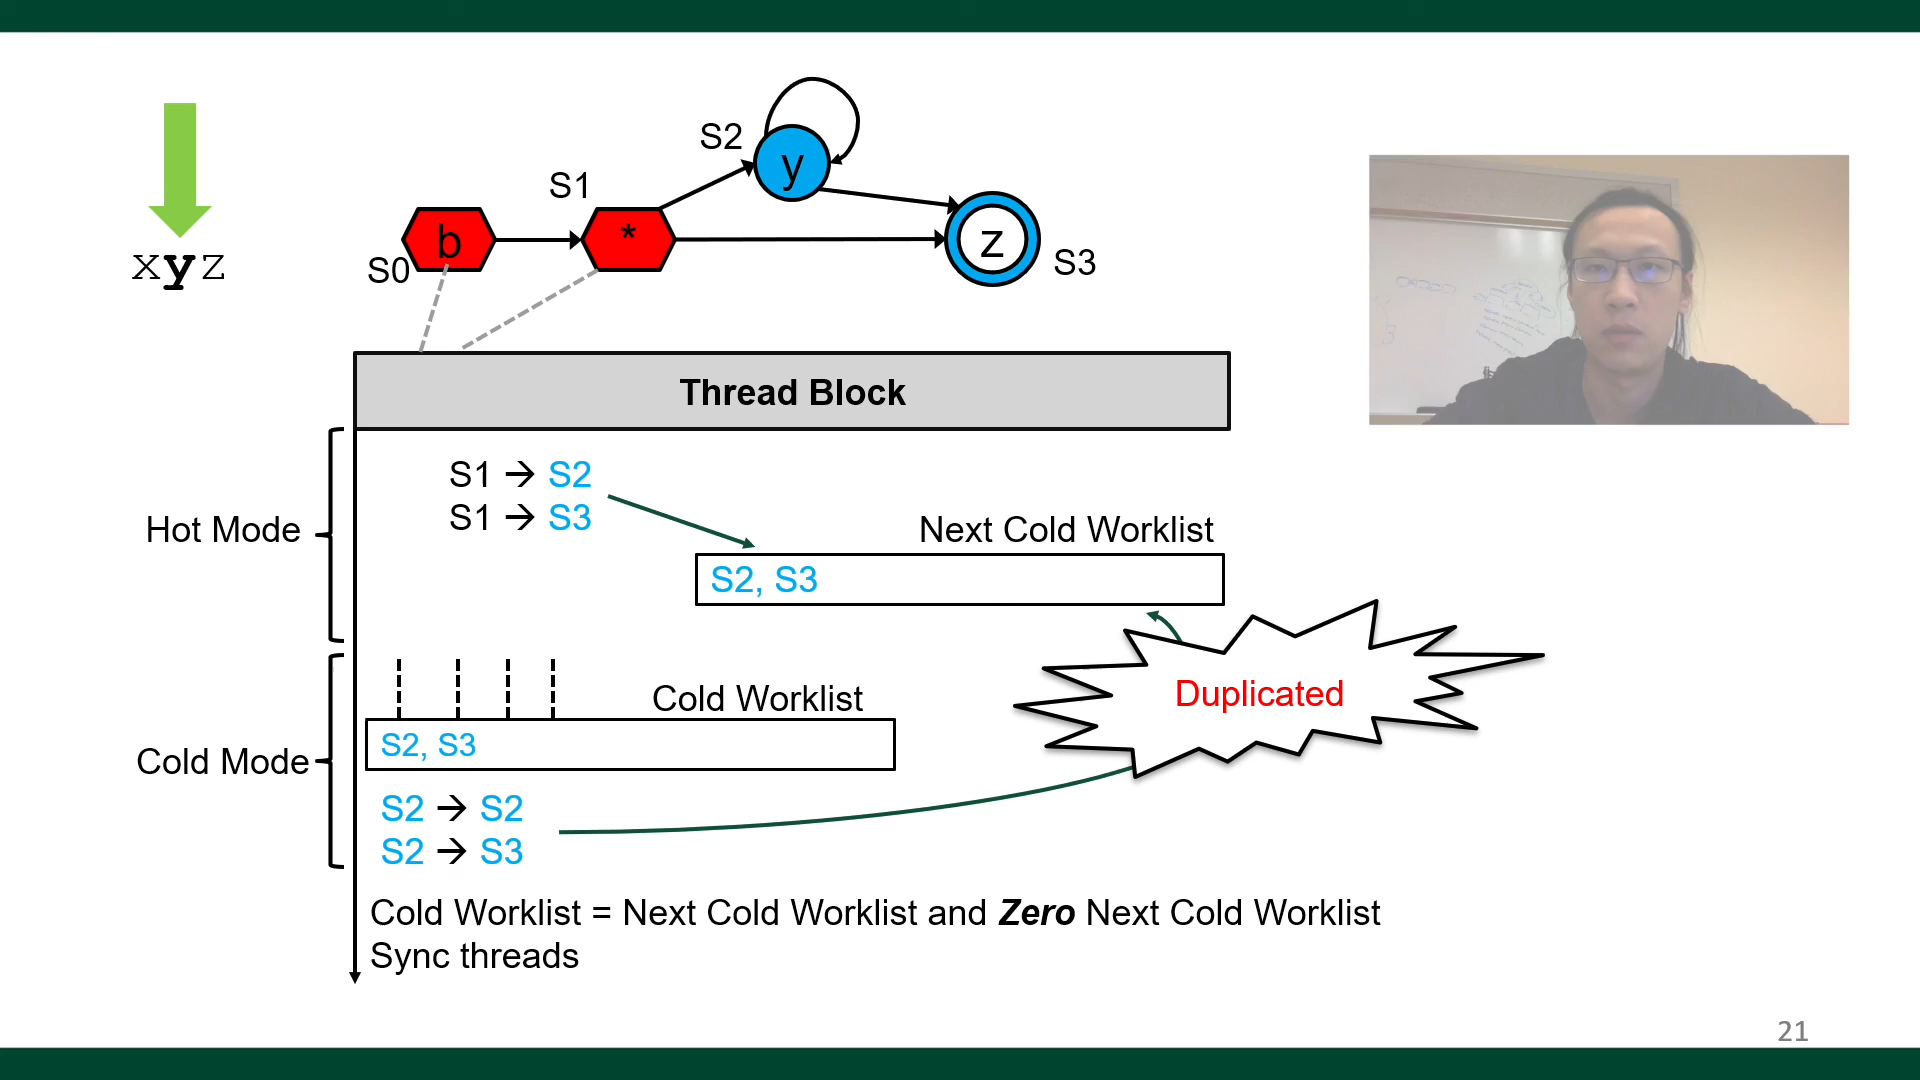 xyz
S2
y
S1
b
*
z
S0
S3
Thread Block
Hot Mode
S1 → S2
S1 → S3
Next Cold Worklist
S2, S3
Duplicated
Cold Mode
Cold Worklist
S2, S3
S2 → S2
S2 → S3
Cold Worklist = Next Cold Worklist and Zero Next Cold Worklist
Sync threads
21